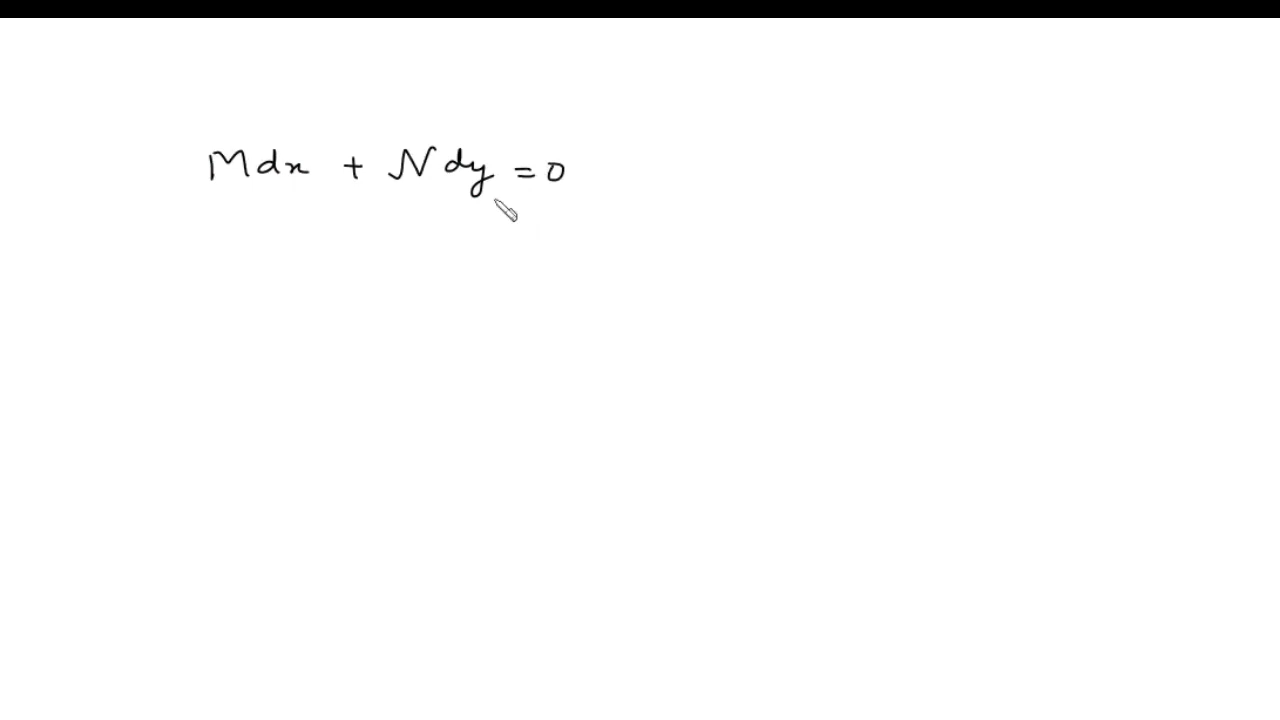 Mdx + Ndy = 0